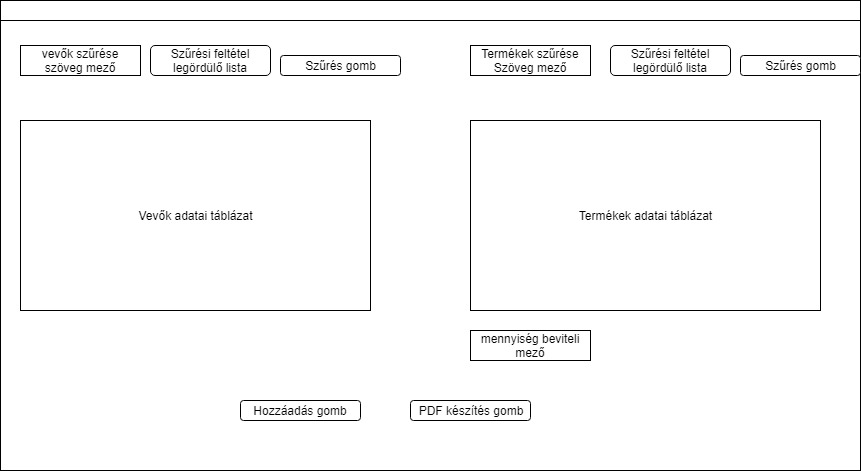 vevők szűrése
szöveg mező
Szűrési feltétel
legördülő lista
Szűrés gomb
Termékek szűrése
Szöveg mező
Szűrési feltétel
legördülő lista
Szűrés gomb
Vevők adatai táblázat
Termékek adatai táblázat
mennyiség beviteli
mező
Hozzáadás gomb
PDF készítés gomb